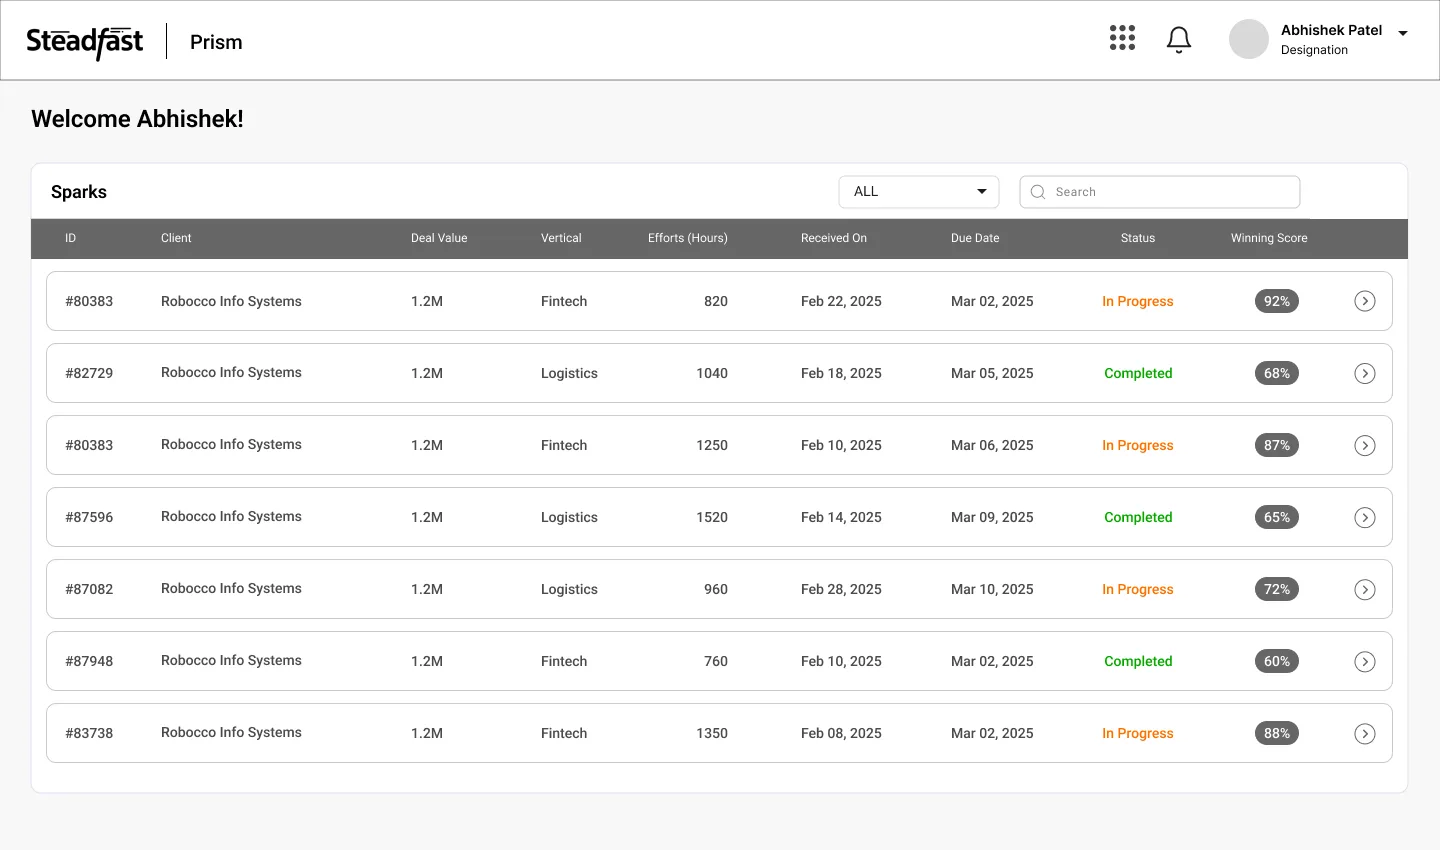 Steadfast Prism Abhishek Patel
Designation
Welcome Abhishek!
Sparks ALL Search
ID Client Deal Value Vertical Efforts (Hours) Received On Due Date Status Winning Score
#80383 Robocco Info Systems 1.2M Fintech 820 Feb 22, 2025 Mar 02, 2025 In Progress 92%
#82729 Robocco Info Systems 1.2M Logistics 1040 Feb 18, 2025 Mar 05, 2025 Completed 68%
#80383 Robocco Info Systems 1.2M Fintech 1250 Feb 10, 2025 Mar 06, 2025 In Progress 87%
#87596 Robocco Info Systems 1.2M Logistics 1520 Feb 14, 2025 Mar 09, 2025 Completed 65%
#87082 Robocco Info Systems 1.2M Logistics 960 Feb 28, 2025 Mar 10, 2025 In Progress 72%
#87948 Robocco Info Systems 1.2M Fintech 760 Feb 10, 2025 Mar 02, 2025 Completed 60%
#83738 Robocco Info Systems 1.2M Fintech 1350 Feb 08, 2025 Mar 02, 2025 In Progress 88%